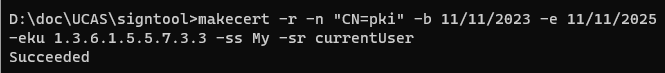 D:\doc\UCAS\signtool>makecert -r -n "CN=pki" -b 11/11/2023 -e 11/11/2025
-eku 1.3.6.1.5.5.7.3.3 -ss My -sr currentUser
Succeeded